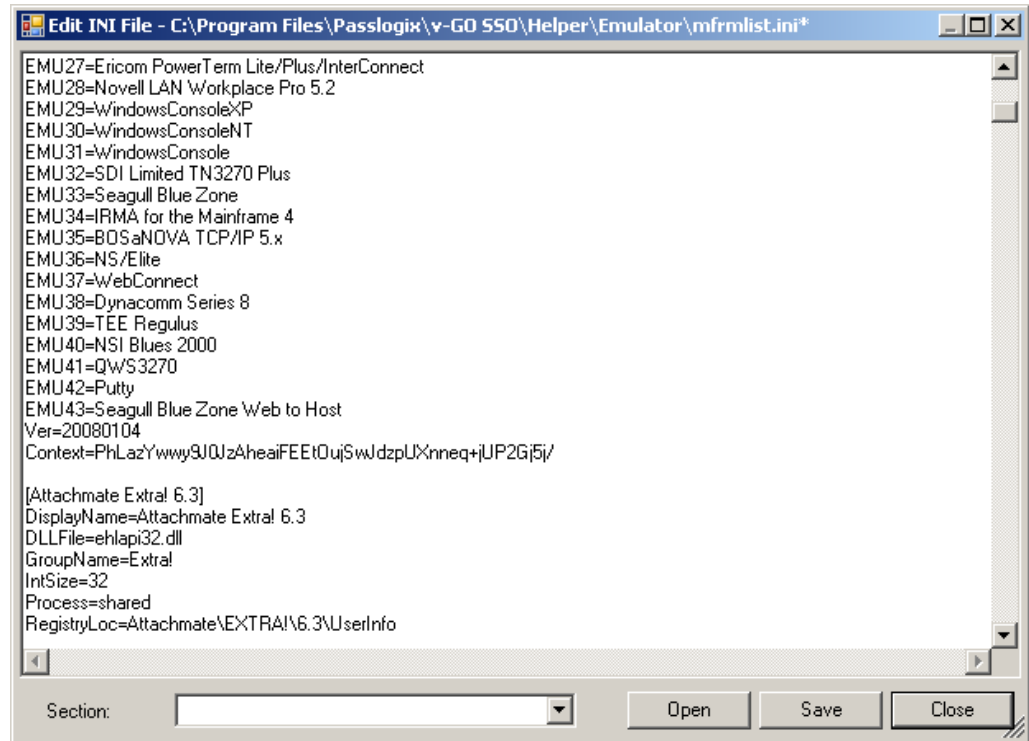 Edit INI File - C:\Program Files\Passlogix\v-GO SSO\Helper\Emulator\mfrmlist.ini*
EMU27=Ericom PowerTerm Lite/Plus/InterConnect
EMU28=Novell LAN Workplace Pro 5.2
EMU29=WindowsConsoleXP
EMU30=WindowsConsoleNT
EMU31=WindowsConsole
EMU32=SDI Limited TN3270 Plus
EMU33=Seagull Blue Zone
EMU34=IRMA for the Mainframe 4
EMU35=BOSaNOVA TCP/IP 5.x
EMU36=NS/Elite
EMU37=WebConnect
EMU38=Dynacomm Series 8
EMU39=TEE Regulus
EMU40=NSI Blues 2000
EMU41=QWS3270
EMU42=Putty
EMU43=Seagull Blue Zone Web to Host
Ver=20080104
Context=PhLazYwwy9J0JzAheaiFEEtOujSwJdzpUXnneq+jUP2Gj5j/
[Attachmate Extra! 6.3]
DisplayName=Attachmate Extra! 6.3
DLLFile=ehlapi32.dll
GroupName=Extra!
IntSize=32
Process=shared
RegistryLoc=Attachmate\EXTRA!\6.3\UserInfo
Section: Open Save Close